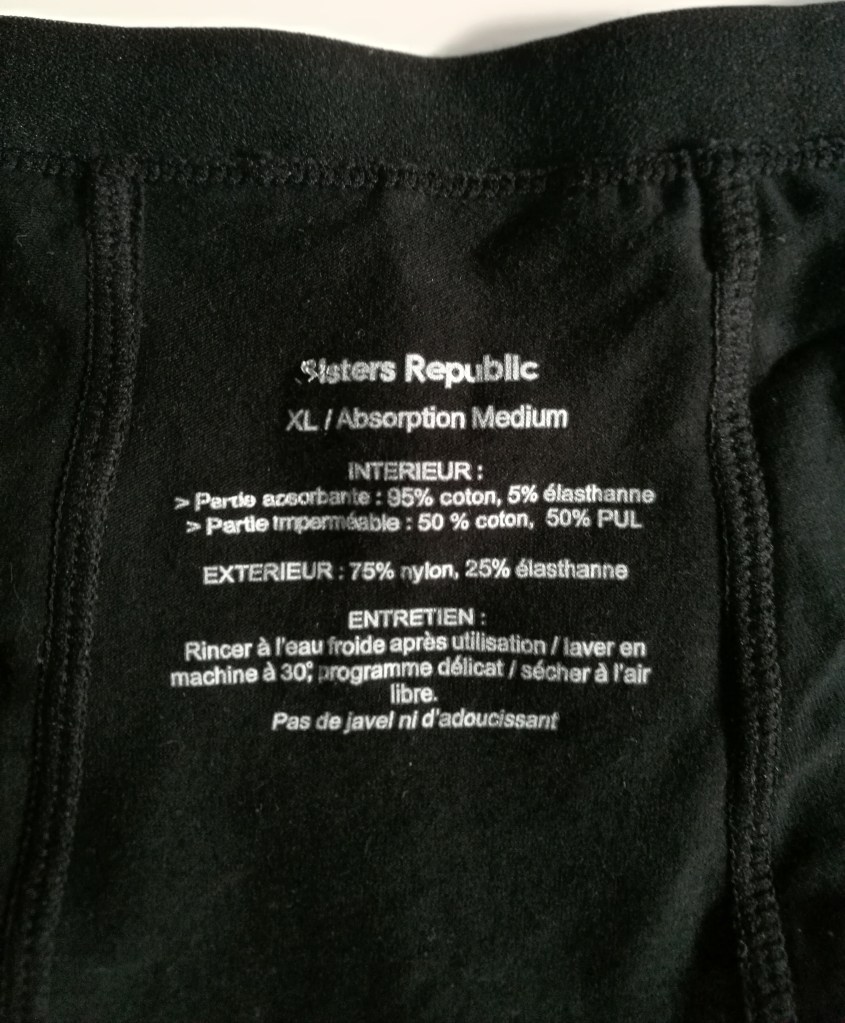 Sisters Republic
XL / Absorption Medium
INTERIEUR :
> Partie absorbante : 95% coton, 5% élasthanne
> Partie imperméable : 50 % coton, 50% PUL
EXTERIEUR : 75% nylon, 25% élasthanne
ENTRETIEN :
Rincer à l'eau froide après utilisation / laver en
machine à 30°, programme délicat / sécher à l'air
libre.
Pas de javel ni d'adoucissant